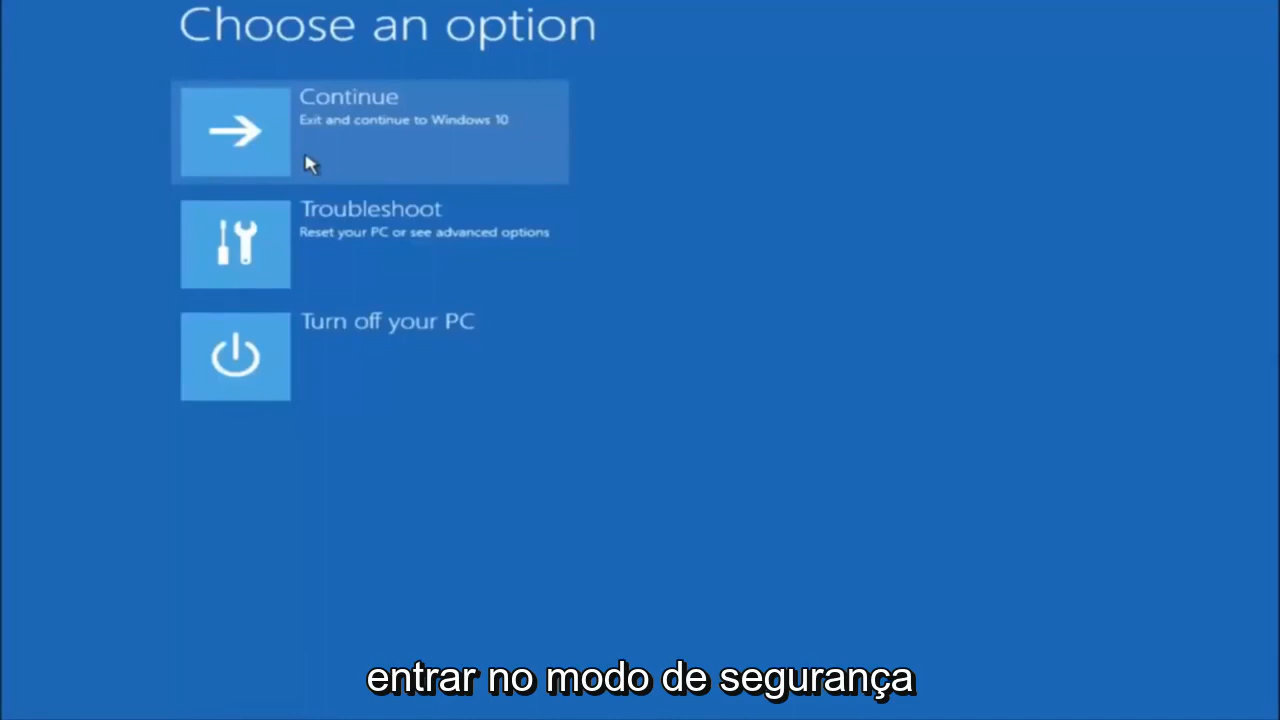 Choose an option
Continue
Exit and continue to Windows 10
Troubleshoot
Reset your PC or see advanced options
Turn off your PC
entrar no modo de segurança